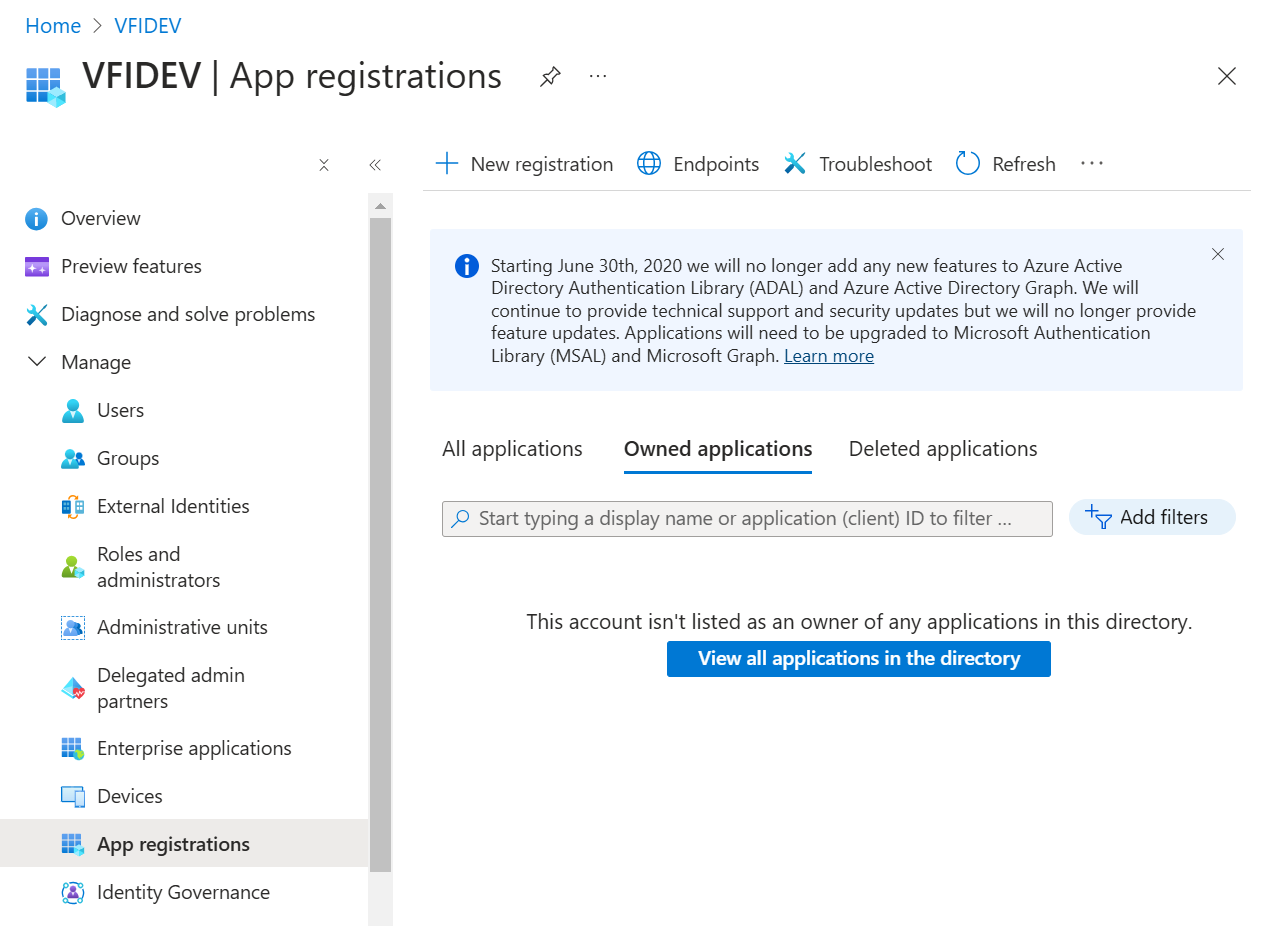 Home > VFIDEV
VFIDEV | App registrations
New registration
Endpoints
Troubleshoot
Refresh
Overview
Preview features
Diagnose and solve problems
Manage
Users
Groups
External Identities
Roles and
administrators
Administrative units
Delegated admin
partners
Enterprise applications
Devices
App registrations
Identity Governance
Starting June 30th, 2020 we will no longer add any new features to Azure Active
Directory Authentication Library (ADAL) and Azure Active Directory Graph. We will
continue to provide technical support and security updates but we will no longer provide
feature updates. Applications will need to be upgraded to Microsoft Authentication
Library (MSAL) and Microsoft Graph. Learn more
All applications
Owned applications
Deleted applications
Start typing a display name or application (client) ID to filter ...
Add filters
This account isn't listed as an owner of any applications in this directory.
View all applications in the directory